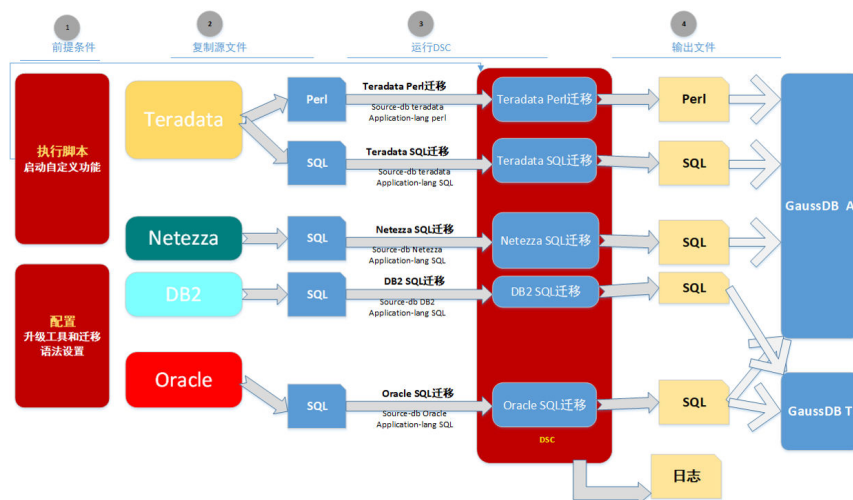 1
2
3
4
前提条件
复制源文件
运行DSC
输出文件
执行脚本
启动自定义功能
配置
升级工具和迁移
语法设置
Teradata
Perl
Teradata Perl迁移
Source-db teradata
Application-lang perl
Teradata Perl迁移
Perl
SQL
Teradata SQL迁移
Source-db teradata
Application-lang SQL
Teradata SQL迁移
SQL
Netezza
SQL
Netezza SQL迁移
Source-db Netezza
Application-lang SQL
Netezza SQL迁移
SQL
DB2
SQL
DB2 SQL迁移
Source-db DB2
Application-lang SQL
DB2 SQL迁移
SQL
Oracle
SQL
Oracle SQL迁移
Source-db Oracle
Application-lang SQL
Oracle SQL迁移
SQL
DSC
日志
GaussDB A
GaussDB T